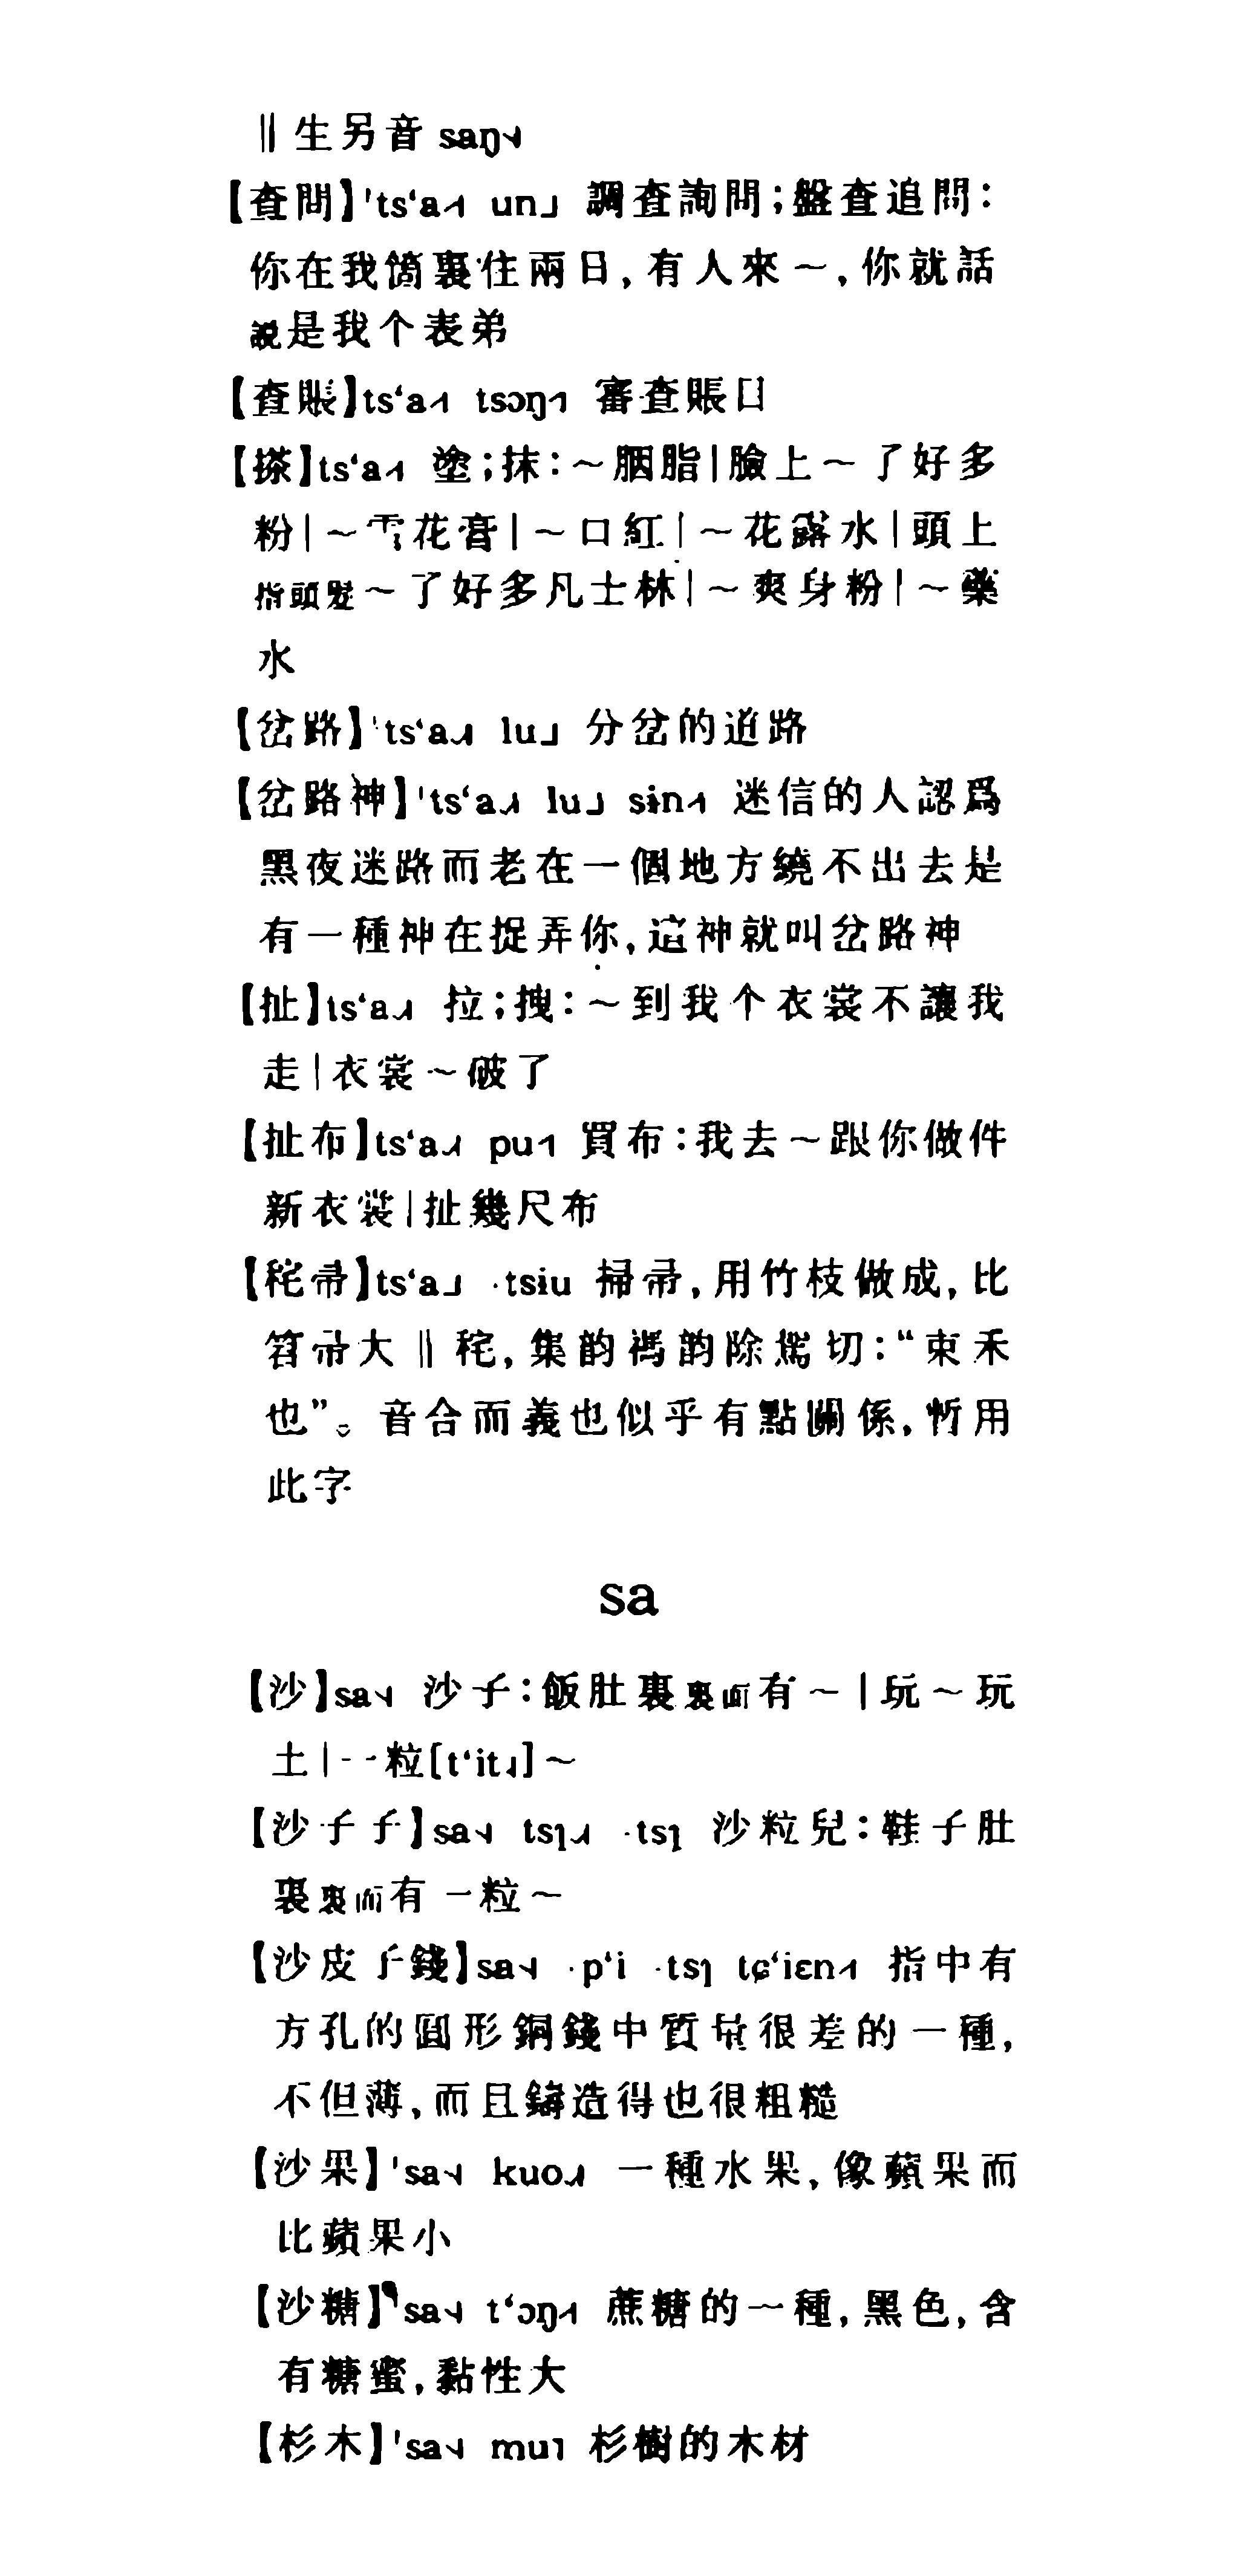 ‖生另音 saŋ˧˩
【查問】'ts‘a˨˦ un˩ 調查詢問；盤查追問：
你在我箇裏住兩日，有人來～，你就話
說是我个表弟
【查賬】ts‘a˨˦ tsɔŋ˦˥ 審查賬目
【搽】ts‘a˨˦ 塗；抹：～胭脂|臉上～了好多
粉|～雪花膏|～口紅|～花露水|頭上
指頭髮～了好多凡士林|～爽身粉|～藥
水
【岔路】'ts‘a˨˩˧ lu˩ 分岔的道路
【岔路神】'ts‘a˨˩˧ lu˩ sɨn˨˦ 迷信的人認爲
黑夜迷路而老在一個地方繞不出去是
有一種神在捉弄你，這神就叫岔路神
【扯】ts‘a˨˩˧ 拉；拽：～到我个衣裳不讓我
走|衣裳～破了
【扯布】ts‘a˨˩˧ pu˦˥ 買布：我去～跟你做件
新衣裳|扯幾尺布
【秺帚】ts‘a˩ ·tsɨu 掃帚，用竹枝做成，比
笤帚大‖秺，集韵禡韵除駕切：“束禾
也”。音合而義也似乎有點關係，暫用
此字
sa
【沙】sa˧˩ 沙子：飯肚裏裏面有～|玩～玩
土|一粒[t‘it˨]～
【沙子子】sa˧˩ tsʅ˨˩˧ ·tsʅ 沙粒兒：鞋子肚
裏裏面有一粒～
【沙皮子錢】sa˧˩ ·p‘i ·tsʅ tɕ‘iɛn˨˦ 指中有
方孔的圓形銅錢中質量很差的一種，
不但薄，而且鑄造得也很粗糙
【沙果】'sa˧˩ kuo˨˩˧ 一種水果，像蘋果而
比蘋果小
【沙糖】'sa˧˩ t‘ɔŋ˨˦ 蔗糖的一種，黑色，含
有糖蜜，黏性大
【杉木】'sa˧˩ mu˥ 杉樹的木材